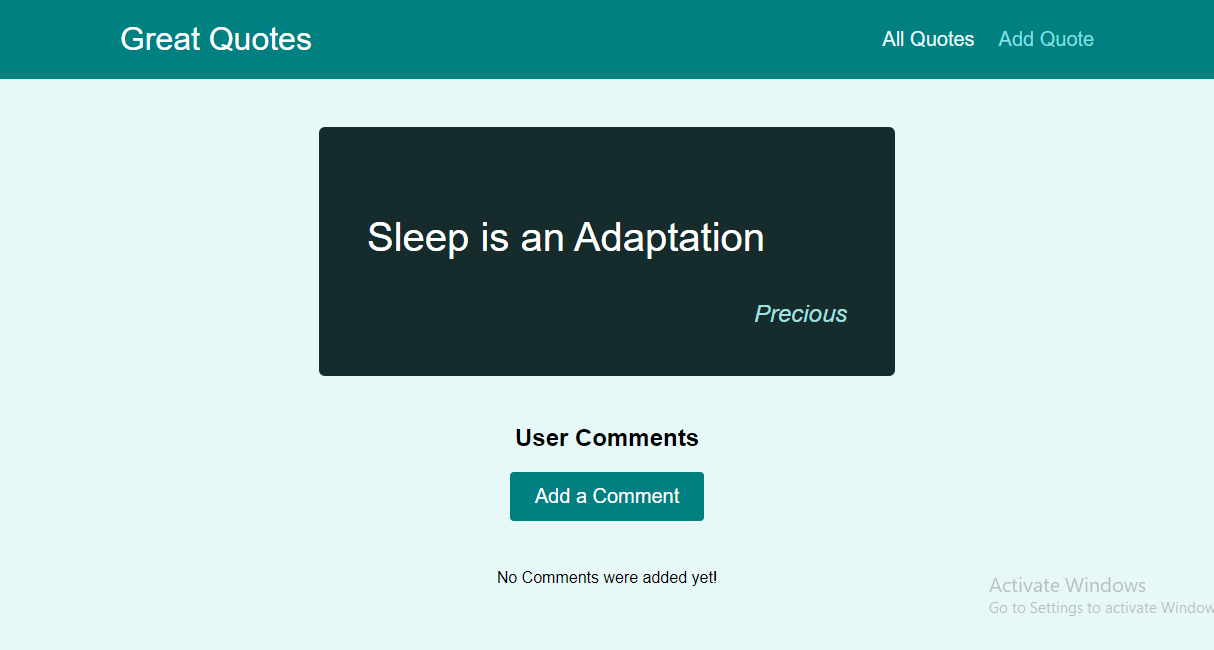 Great Quotes
All Quotes
Add Quote
Sleep is an Adaptation
Precious
User Comments
Add a Comment
No Comments were added yet!
Activate Windows
Go to Settings to activate Window